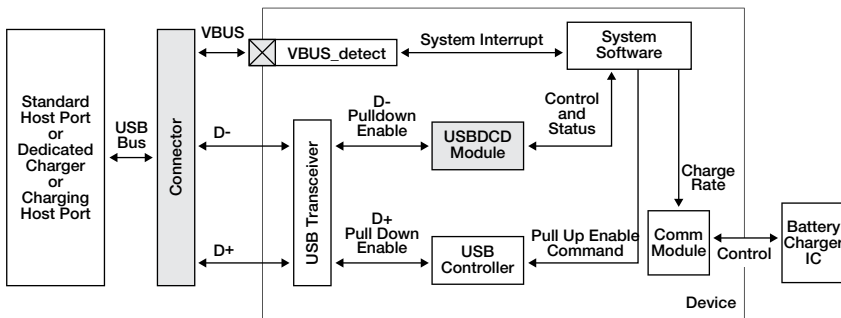 Standard
Host Port
or
Dedicated
Charger
or
Charging
Host Port
USB
Bus
Connector
VBUS
D-
D+
VBUS_detect
System Interrupt
System
Software
USB Transceiver
D-
Pulldown
Enable
USBDCD
Module
Control
and
Status
D+
Pull Down
Enable
USB
Controller
Pull Up Enable
Command
Charge
Rate
Comm
Module
Control
Battery
Charger
IC
Device